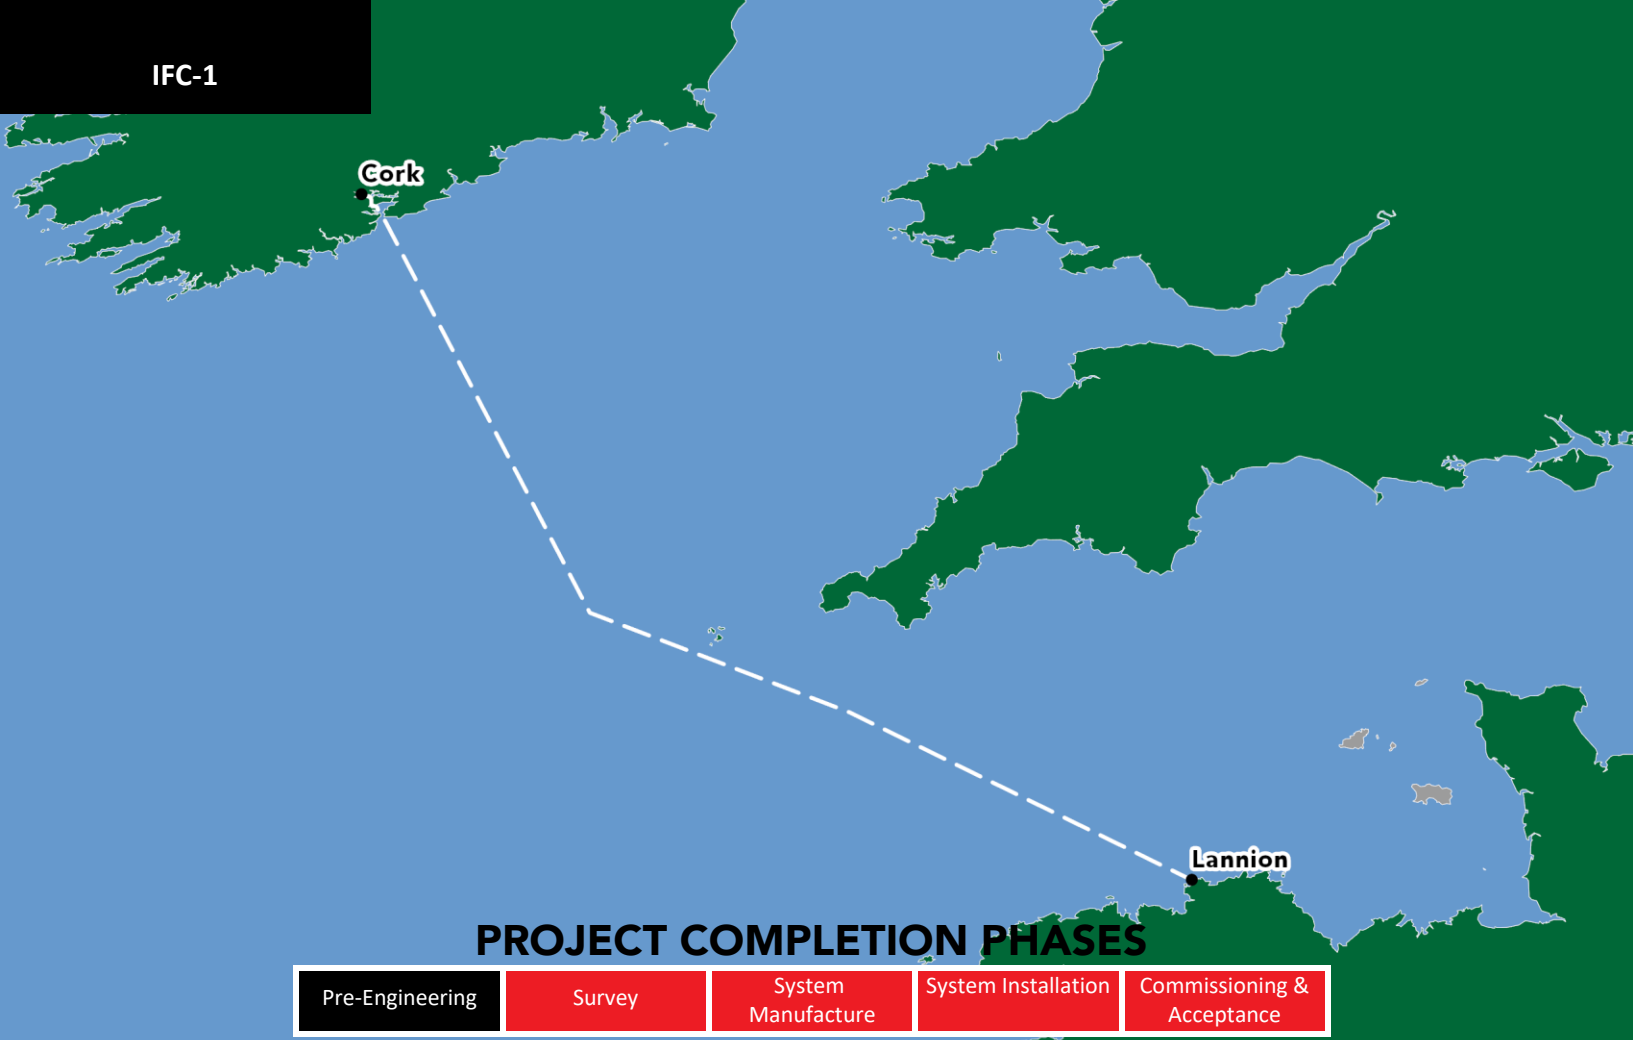 IFC-1
Cork
Lannion
PROJECT COMPLETION PHASES
Pre-Engineering
Survey
System
Manufacture
System Installation
Commissioning &
Acceptance